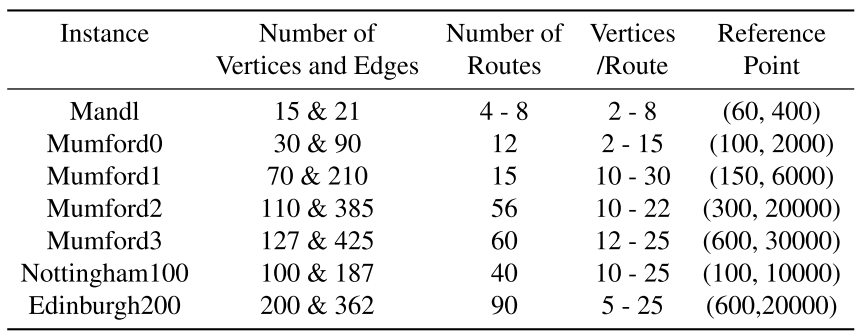 Instance Number of Vertices and Edges Number of Routes Vertices /Route Reference Point
Mandl 15 & 21 4 - 8 2 - 8 (60, 400)
Mumford0 30 & 90 12 2 - 15 (100, 2000)
Mumford1 70 & 210 15 10 - 30 (150, 6000)
Mumford2 110 & 385 56 10 - 22 (300, 20000)
Mumford3 127 & 425 60 12 - 25 (600, 30000)
Nottingham100 100 & 187 40 10 - 25 (100, 10000)
Edinburgh200 200 & 362 90 5 - 25 (600,20000)